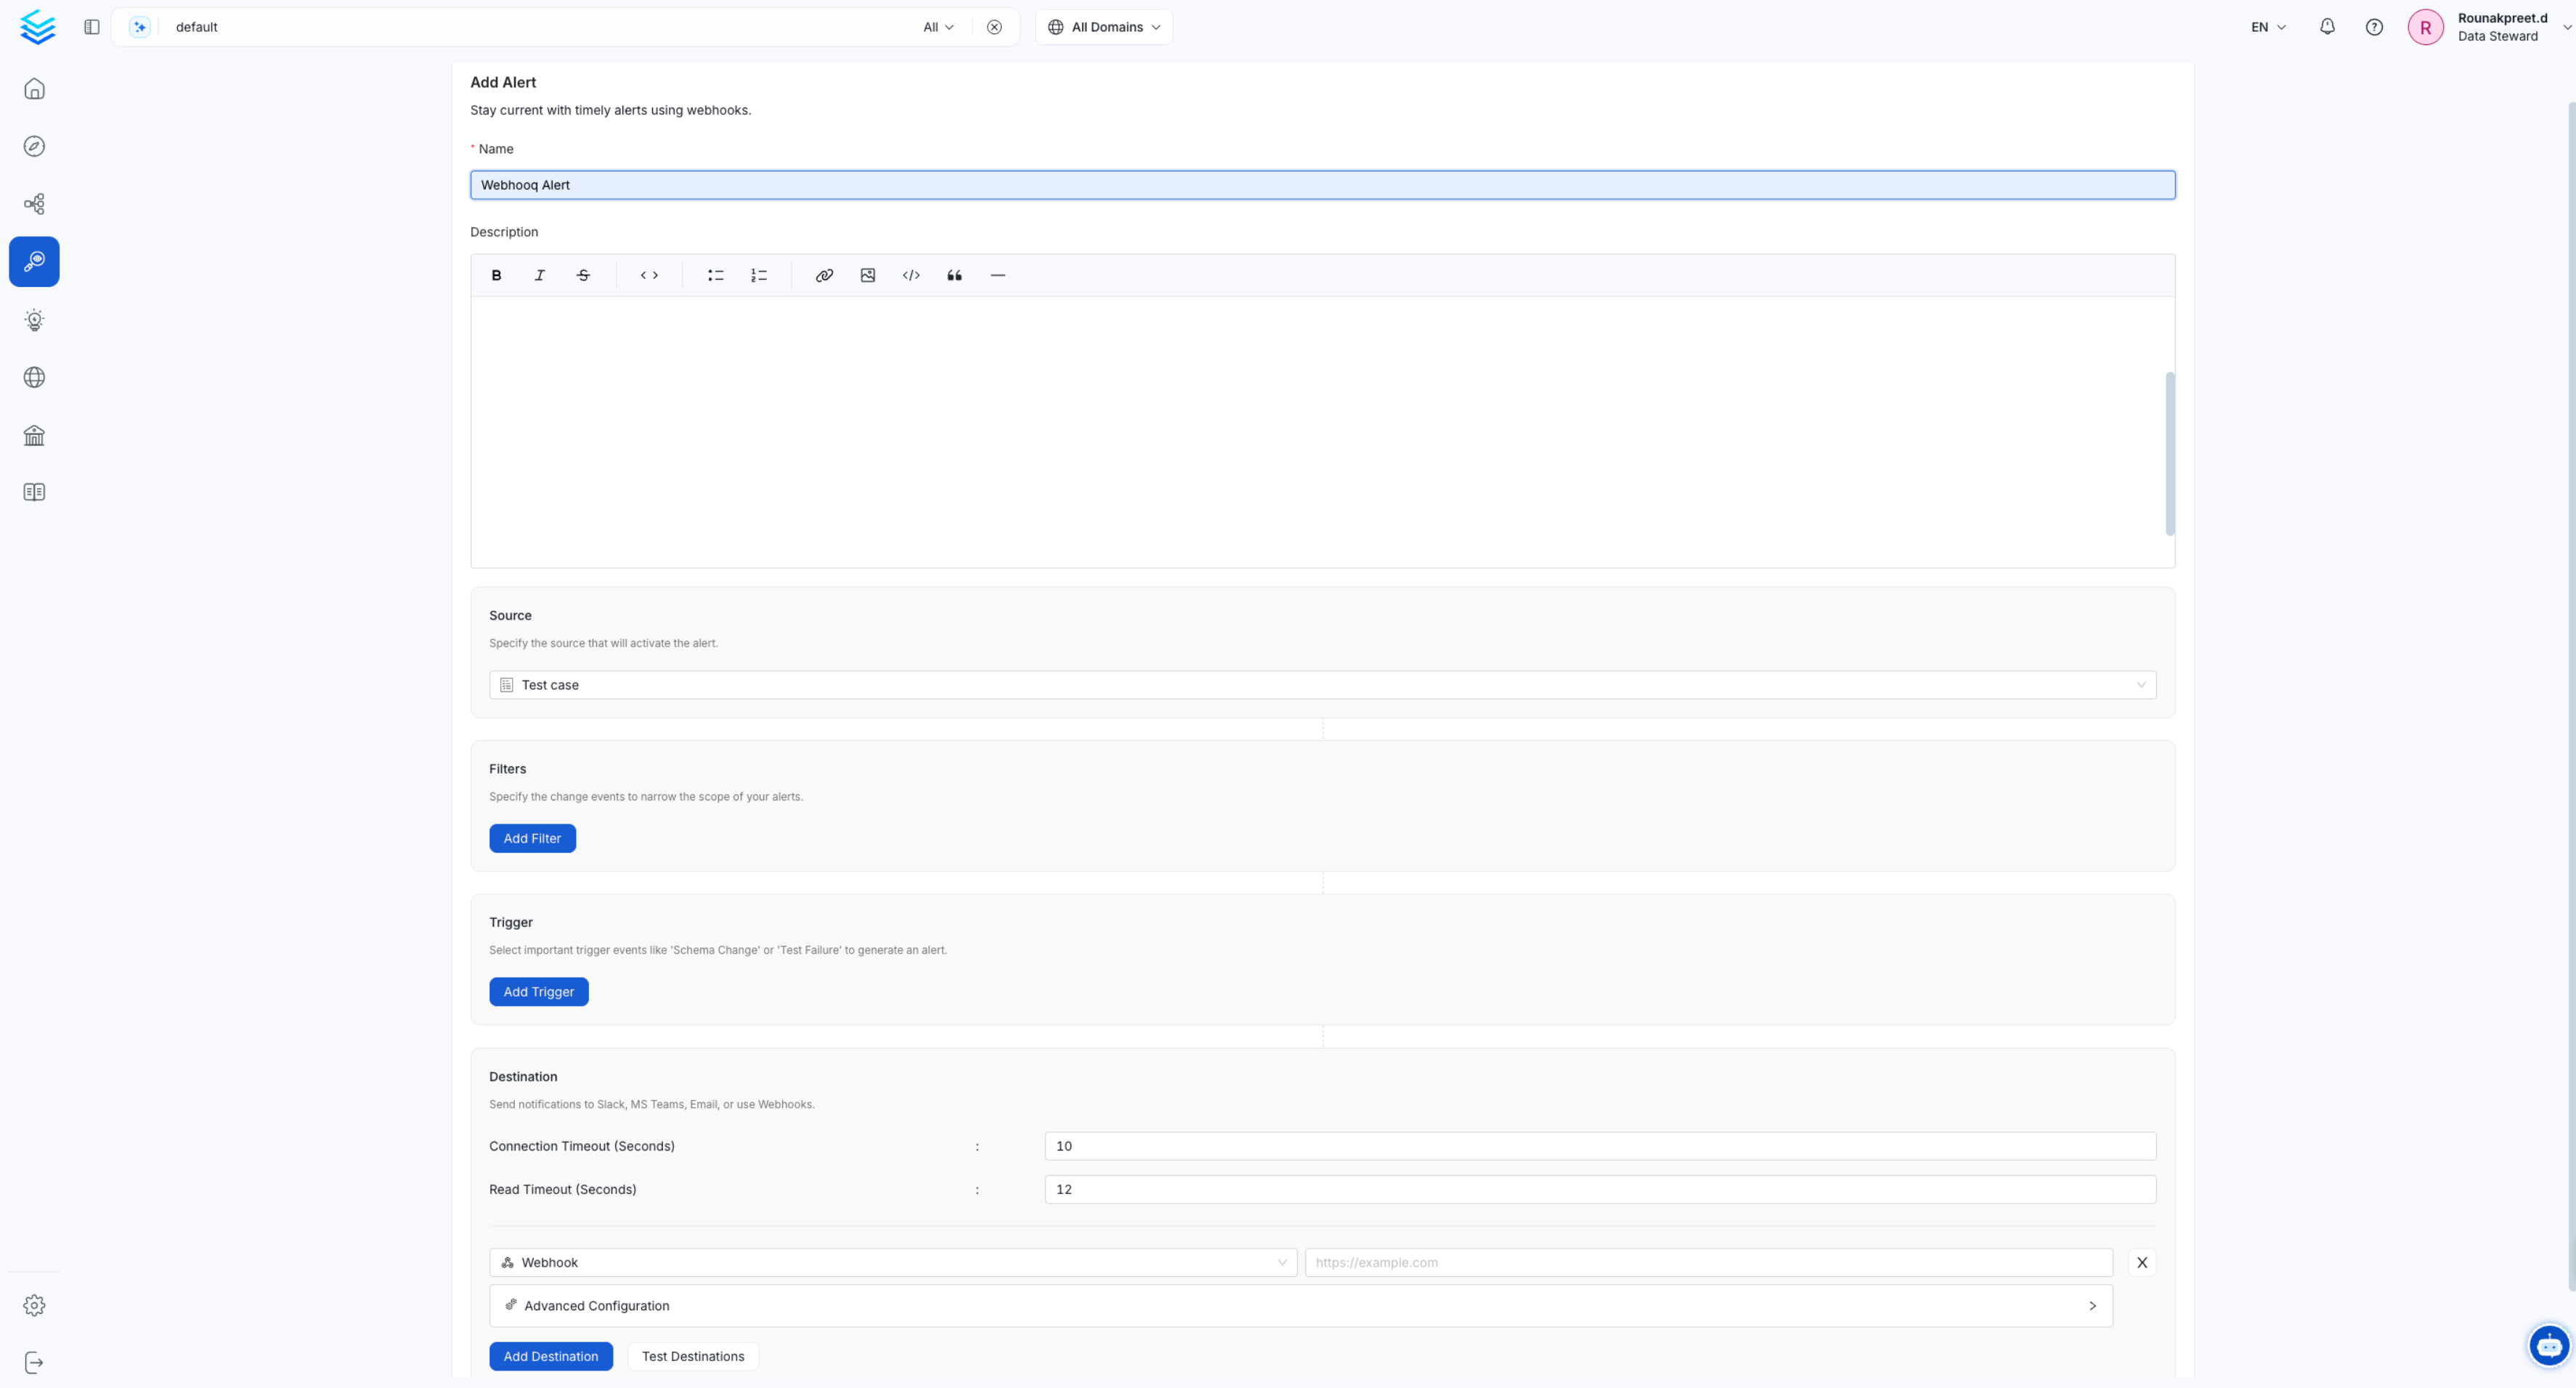 default
All
All Domains
EN
R
Rounakpreet.d
Data Steward
Add Alert
Stay current with timely alerts using webhooks.
* Name
Webhooq Alert
Description
Source
Specify the source that will activate the alert.
Test case
Filters
Specify the change events to narrow the scope of your alerts.
Add Filter
Trigger
Select important trigger events like 'Schema Change' or 'Test Failure' to generate an alert.
Add Trigger
Destination
Send notifications to Slack, MS Teams, Email, or use Webhooks.
Connection Timeout (Seconds) : 10
Read Timeout (Seconds) : 12
Webhook https://example.com X
Advanced Configuration
Add Destination Test Destinations